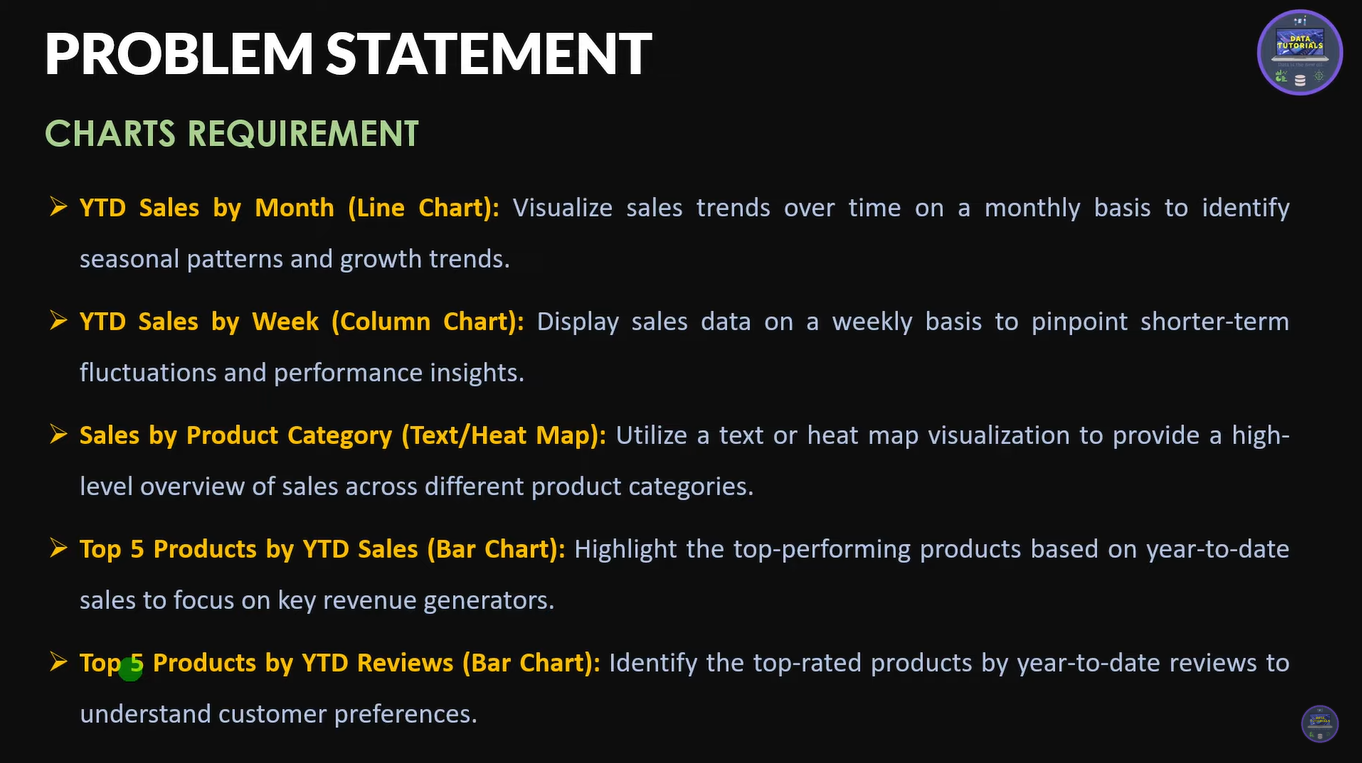 PROBLEM STATEMENT
DATA
TUTORIALS
CHARTS REQUIREMENT
➢ YTD Sales by Month (Line Chart): Visualize sales trends over time on a monthly basis to identify
seasonal patterns and growth trends.
➢ YTD Sales by Week (Column Chart): Display sales data on a weekly basis to pinpoint shorter-term
fluctuations and performance insights.
➢ Sales by Product Category (Text/Heat Map): Utilize a text or heat map visualization to provide a high-
level overview of sales across different product categories.
➢ Top 5 Products by YTD Sales (Bar Chart): Highlight the top-performing products based on year-to-date
sales to focus on key revenue generators.
➢ Top 5 Products by YTD Reviews (Bar Chart): Identify the top-rated products by year-to-date reviews to
understand customer preferences.